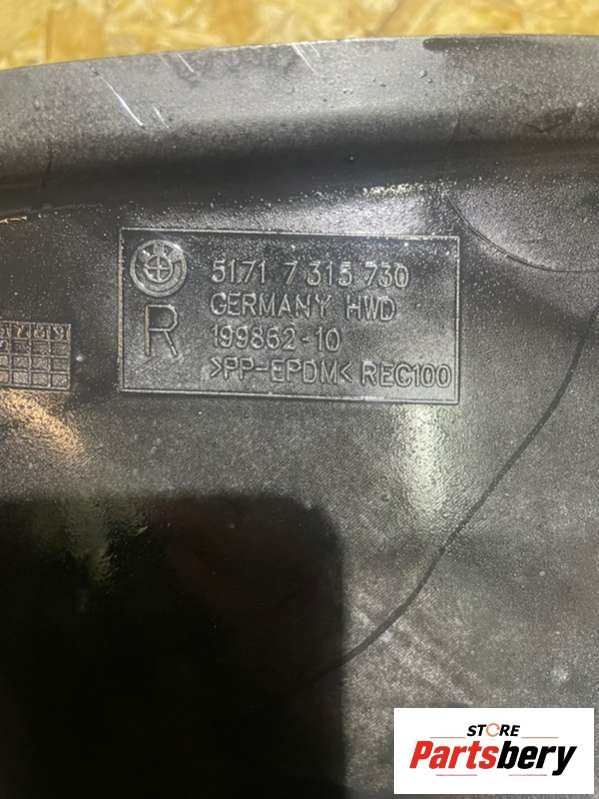 5171 7 315 730
R
GERMANY HWD
199862-10
>PP-EPDM< REC100
STORE
Partsbery